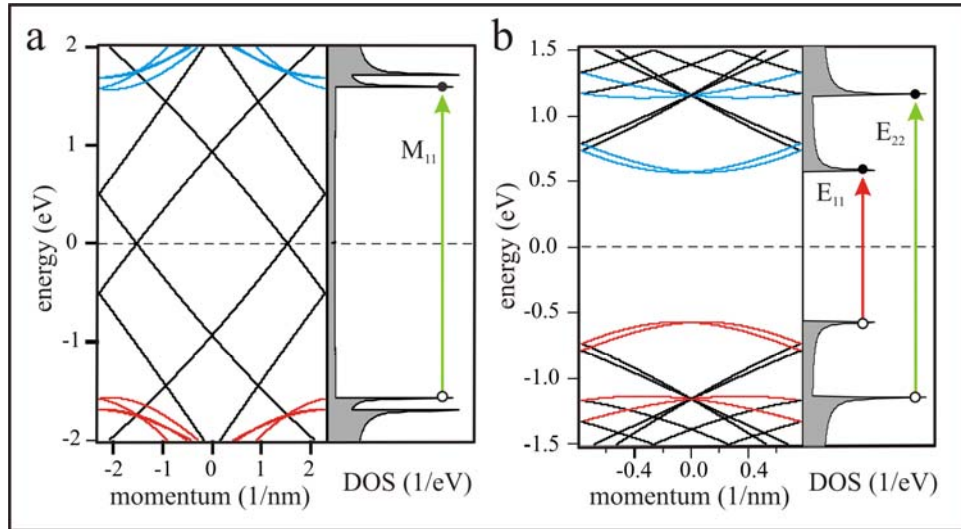 a
2
1
0
-1
-2
energy (eV)
-2 -1 0 1 2
momentum (1/nm)
DOS (1/eV)
M11
b
1.5
1.0
0.5
0.0
-0.5
-1.0
-1.5
energy (eV)
-0.4 0.0 0.4
momentum (1/nm)
DOS (1/eV)
E22
E11